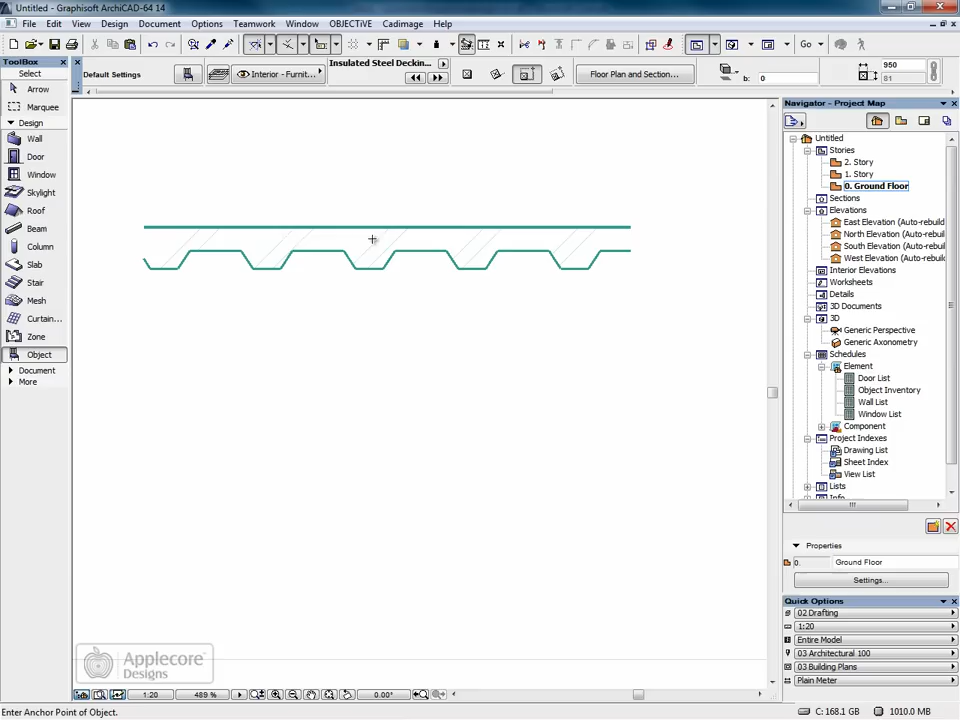 Untitled - Graphisoft ArchiCAD-64 14
File Edit View Design Document Options Teamwork Window OBJECTiVE Cadimage Help
ToolBox
Select
Arrow
Marquee
Design
Wall
Door
Window
Skylight
Roof
Beam
Column
Slab
Stair
Mesh
Curtain...
Zone
Object
Document
More
Go
Default Settings
Interior - Furnit...
Insulated Steel Deckin...
Floor Plan and Section...
b: 0
950
81
Navigator - Project Map
Untitled
Stories
2. Story
1. Story
0. Ground Floor
Sections
Elevations
East Elevation (Auto-rebuild
North Elevation (Auto-rebuil
South Elevation (Auto-rebuil
West Elevation (Auto-rebuild
Interior Elevations
Worksheets
Details
3D Documents
3D
Generic Perspective
Generic Axonometry
Schedules
Element
Door List
Object Inventory
Wall List
Window List
Component
Project Indexes
Drawing List
Sheet Index
View List
Lists
Info
Properties
0. Ground Floor
Settings...
Quick Options
02 Drafting
1:20
Entire Model
03 Architectural 100
03 Building Plans
Plain Meter
Applecore
Designs
1:20 489 % 0.00°
Enter Anchor Point of Object.
C: 168.1 GB 1010.0 MB